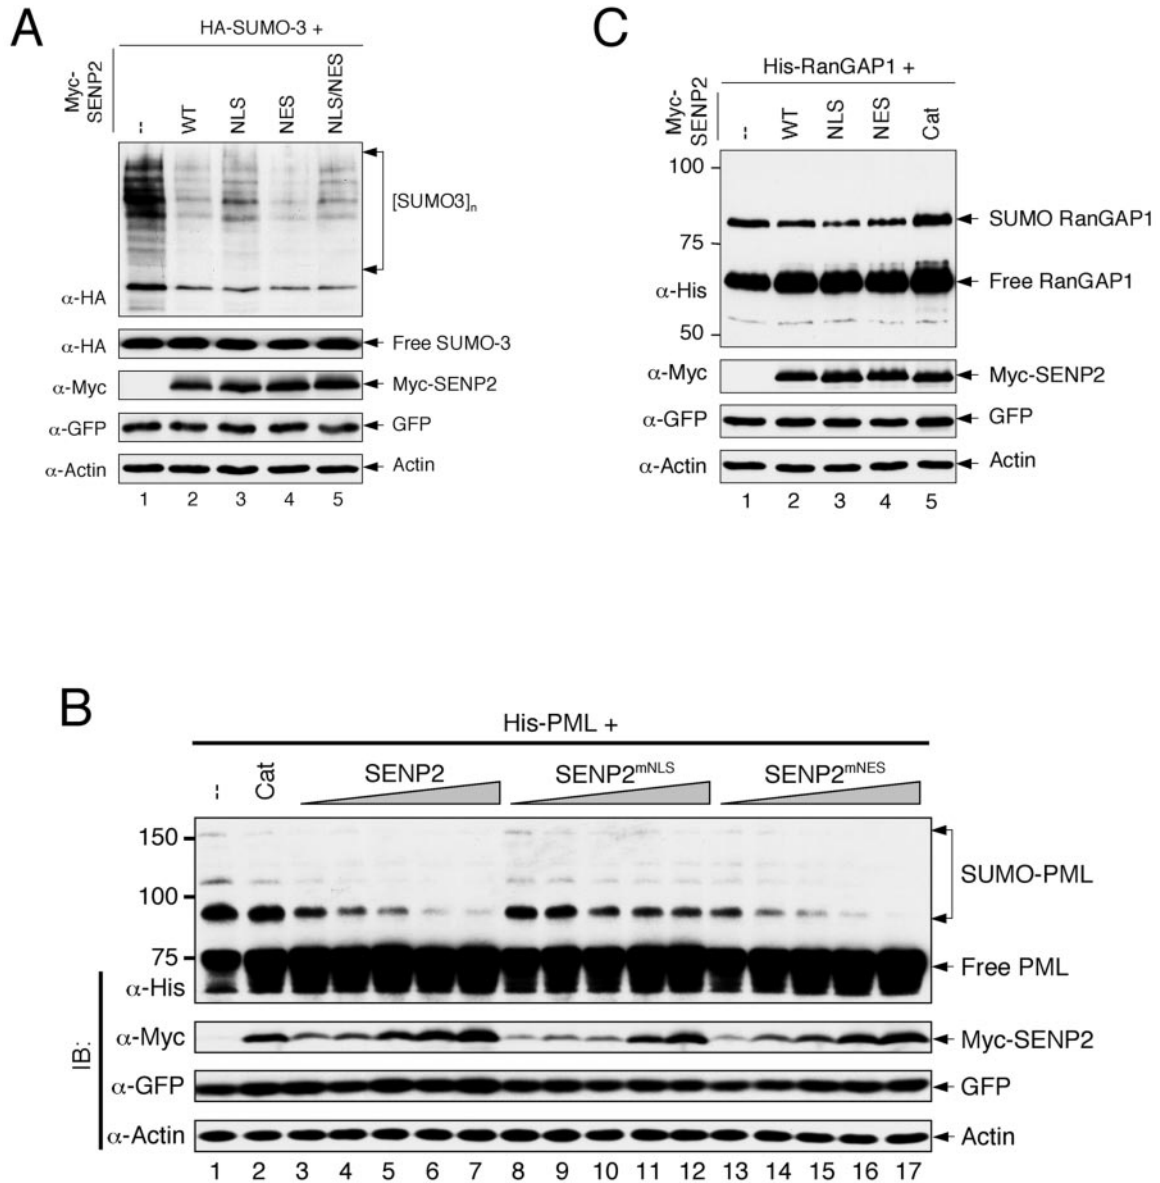 A
HA-SUMO-3 +
Myc-
SENP2
--
WT
NLS
NES
NLS/NES
[SUMO3]n
α-HA
α-HA
Free SUMO-3
α-Myc
Myc-SENP2
α-GFP
GFP
α-Actin
Actin
1 2 3 4 5
C
His-RanGAP1 +
Myc-
SENP2
--
WT
NLS
NES
Cat
100
SUMO RanGAP1
75
Free RanGAP1
α-His
50
α-Myc
Myc-SENP2
α-GFP
GFP
α-Actin
Actin
1 2 3 4 5
B
His-PML +
--
Cat
SENP2
SENP2mNLS
SENP2mNES
150
SUMO-PML
100
75
Free PML
α-His
IB:
α-Myc
Myc-SENP2
α-GFP
GFP
α-Actin
Actin
1 2 3 4 5 6 7 8 9 10 11 12 13 14 15 16 17